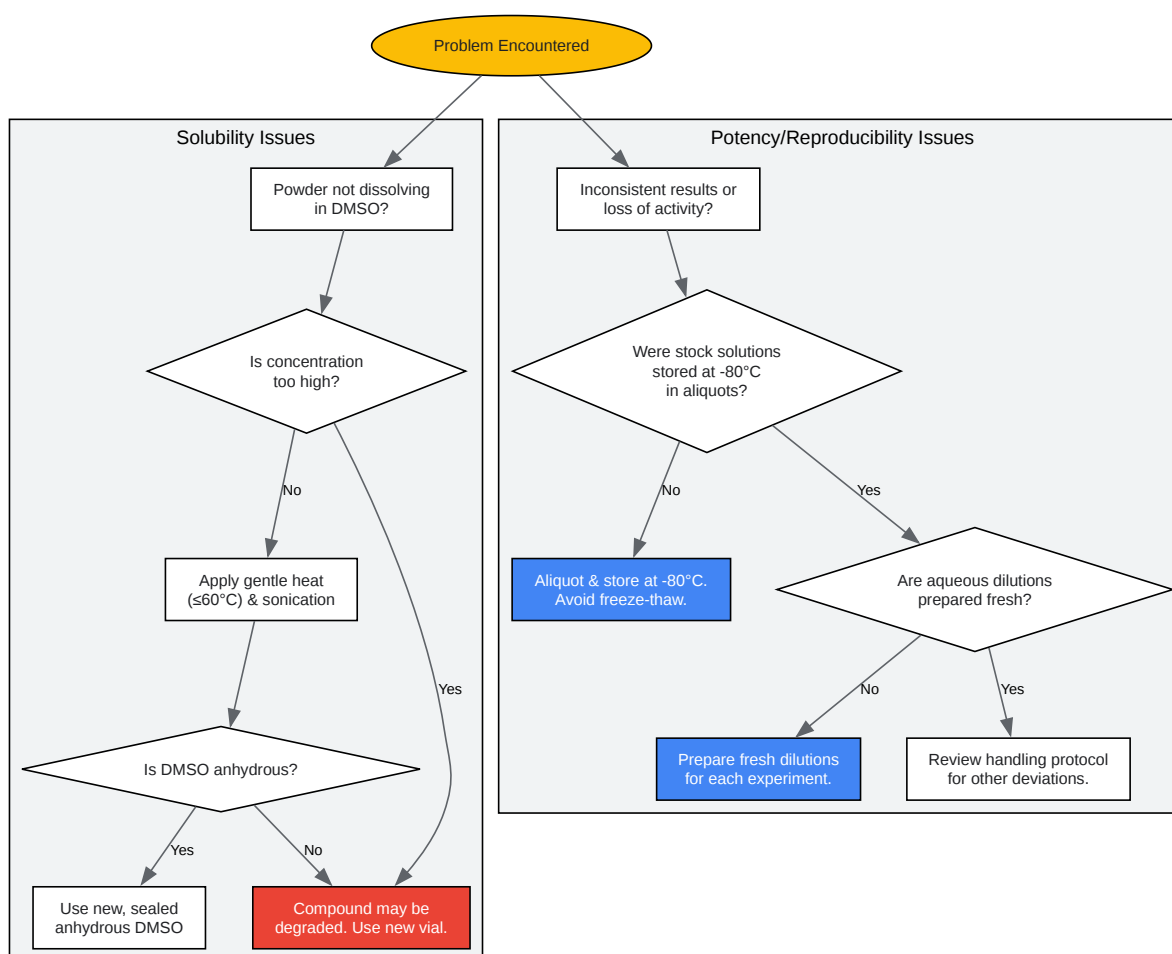 Problem Encountered
Solubility Issues
Powder not dissolving
in DMSO?
Is concentration
too high?
No
Yes
Apply gentle heat
(≤60°C) & sonication
Is DMSO anhydrous?
Yes
No
Use new, sealed
anhydrous DMSO
Compound may be
degraded. Use new vial.
Potency/Reproducibility Issues
Inconsistent results or
loss of activity?
Were stock solutions
stored at -80°C
in aliquots?
No
Yes
Aliquot & store at -80°C.
Avoid freeze-thaw.
Are aqueous dilutions
prepared fresh?
No
Yes
Prepare fresh dilutions
for each experiment.
Review handling protocol
for other deviations.